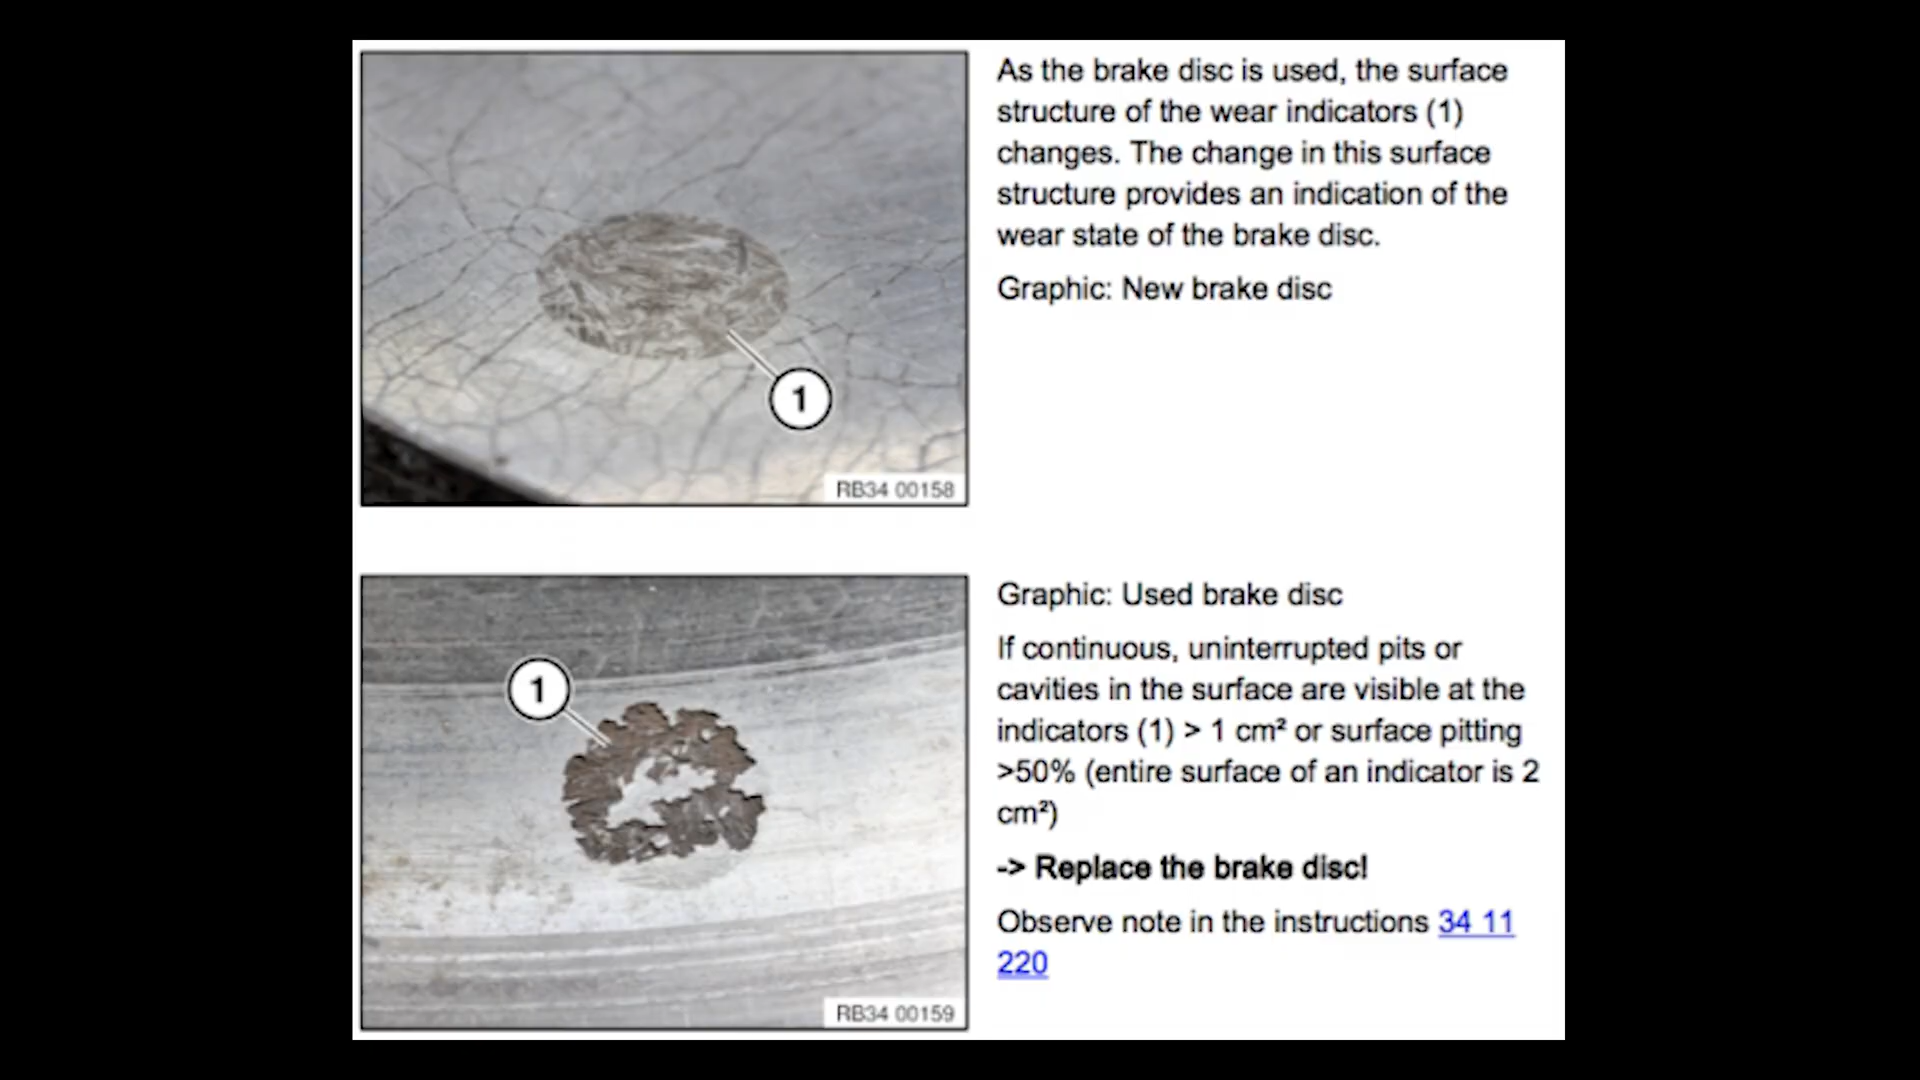 As the brake disc is used, the surface
structure of the wear indicators (1)
changes. The change in this surface
structure provides an indication of the
wear state of the brake disc.
Graphic: New brake disc
1
RB34 00158
Graphic: Used brake disc
If continuous, uninterrupted pits or
cavities in the surface are visible at the
indicators (1) > 1 cm² or surface pitting
>50% (entire surface of an indicator is 2
cm²)
-> Replace the brake disc!
Observe note in the instructions 34 11
220
1
RB34 00159